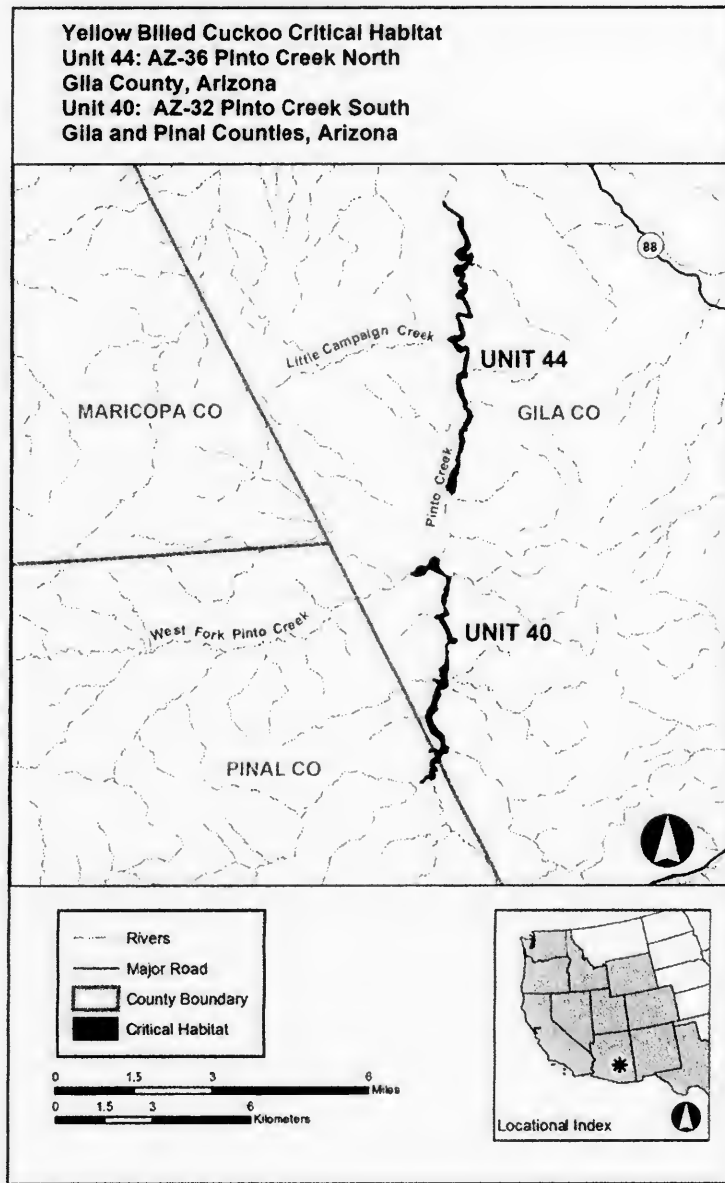 Yellow Billed Cuckoo Critical Habitat
Unit 44: AZ-36 Pinto Creek North
Gila County, Arizona
Unit 40: AZ-32 Pinto Creek South
Gila and Pinal Counties, Arizona
88
Little Campaign Creek
UNIT 44
MARICOPA CO
GILA CO
Pinto Creek
West Fork Pinto Creek
UNIT 40
PINAL CO
Rivers
Major Road
County Boundary
Critical Habitat
0 1.5 3 6
Miles
0 1.5 3 6
Kilometers
Locational Index